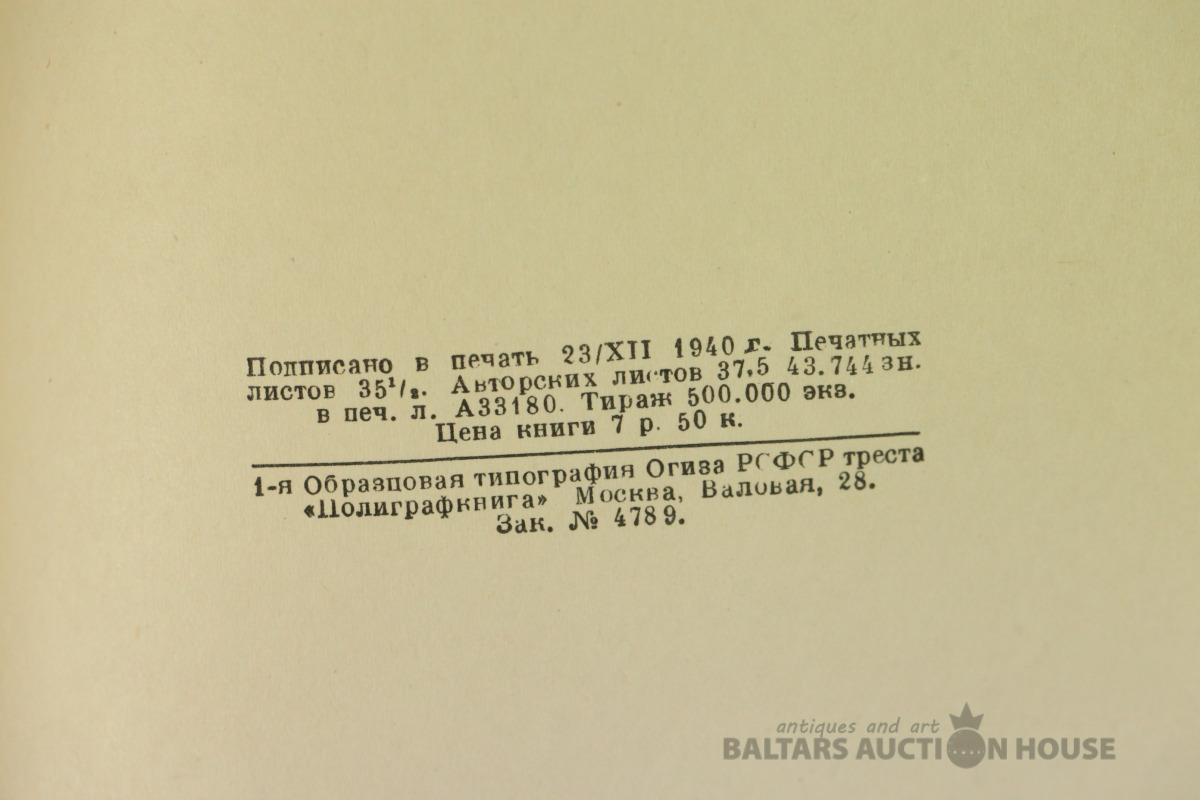 Подписано в печать 23/XII 1940 г. Печатных
листов 35¹/₂. Авторских листов 37,5 43.744 зн.
в печ. л. А33180. Тираж 500.000 экз.
Цена книги 7 р. 50 к.
1-я Образцовая типография Огиза РСФСР треста
«Полиграфкнига» Москва, Валовая, 28.
Зак. № 4789.
antiques and art
BALTARS AUCTION HOUSE